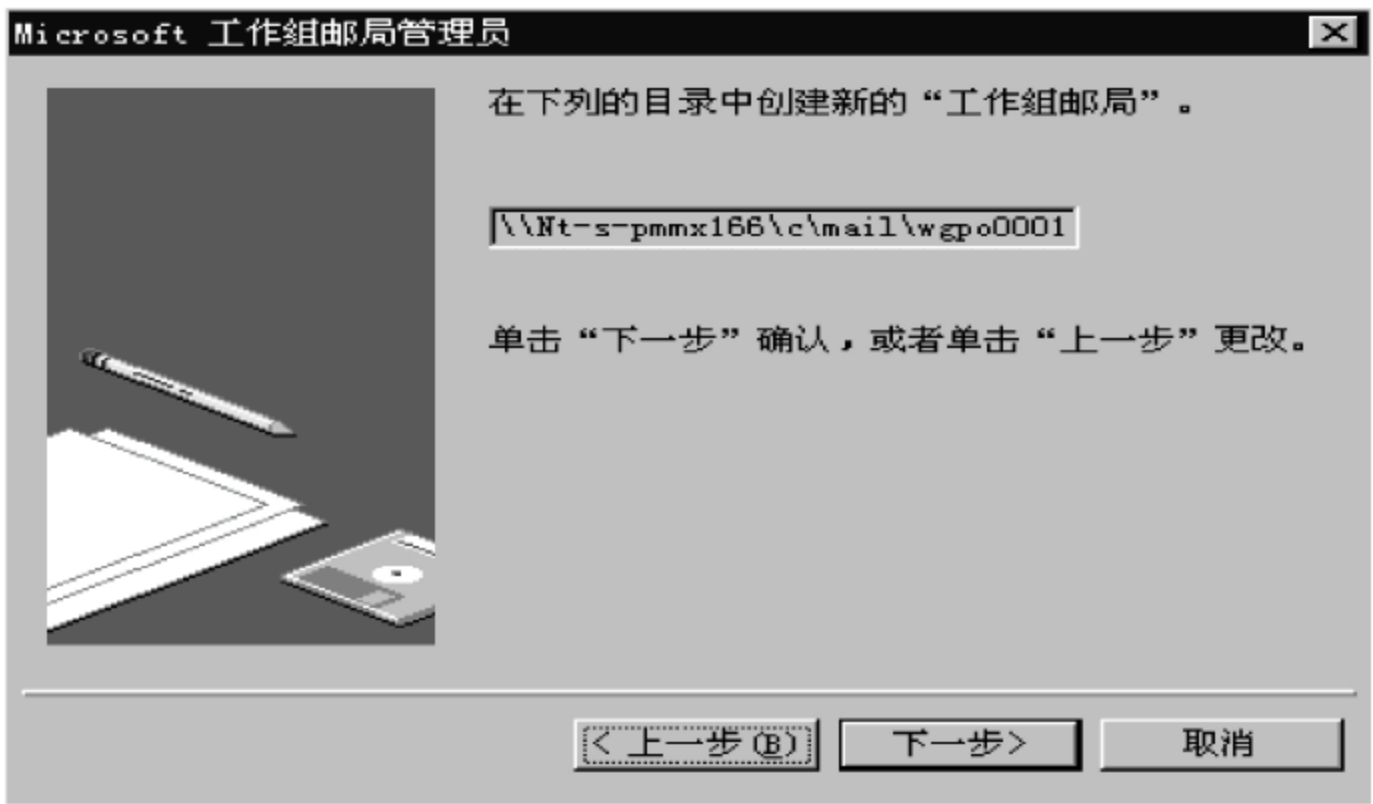 Microsoft 工作组邮局管理员
在下列的目录中创建新的“工作组邮局”。
\\Nt-s-pmmx166\c\mail\wgpo0001
单击“下一步”确认，或者单击“上一步”更改。
< 上一步(B) 下一步> 取消